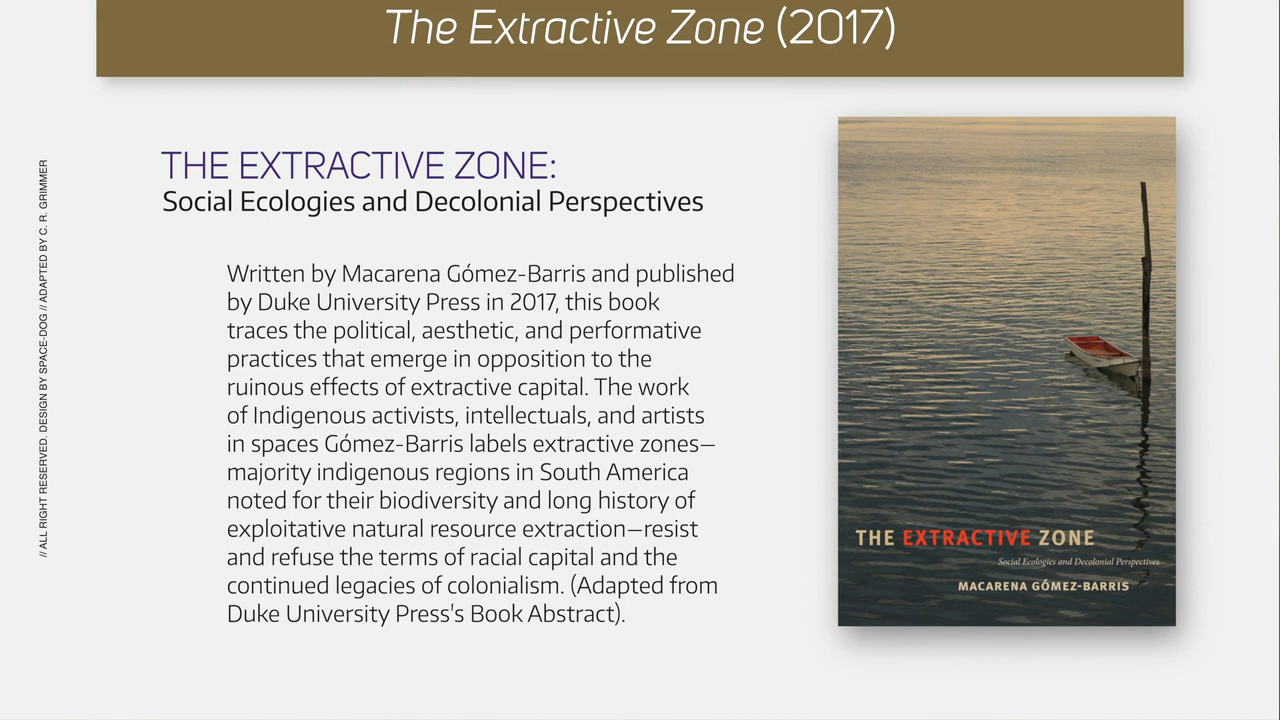 The Extractive Zone (2017)
THE EXTRACTIVE ZONE:
Social Ecologies and Decolonial Perspectives
Written by Macarena Gómez-Barris and published
by Duke University Press in 2017, this book
traces the political, aesthetic, and performative
practices that emerge in opposition to the
ruinous effects of extractive capital. The work
of Indigenous activists, intellectuals, and artists
in spaces Gómez-Barris labels extractive zones—
majority indigenous regions in South America
noted for their biodiversity and long history of
exploitative natural resource extraction—resist
and refuse the terms of racial capital and the
continued legacies of colonialism. (Adapted from
Duke University Press's Book Abstract).
THE EXTRACTIVE ZONE
Social Ecologies and Decolonial Perspectives
MACARENA GÓMEZ-BARRIS
// ALL RIGHT RESERVED. DESIGN BY SPACE-DOG // ADAPTED BY C. R. GRIMMER